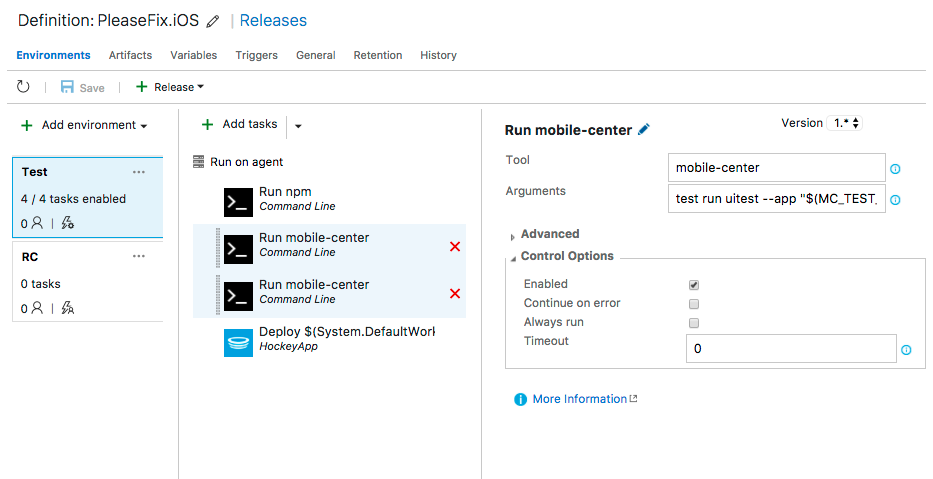 Definition: PleaseFix.iOS | Releases
Environments Artifacts Variables Triggers General Retention History
Save + Release
+ Add environment
Test ...
4 / 4 tasks enabled
0
RC ...
0 tasks
0
+ Add tasks
Run on agent
Run npm
Command Line
Run mobile-center
Command Line
Run mobile-center
Command Line
Deploy $(System.DefaultWork
HockeyApp
Run mobile-center
Version 1.*
Tool
mobile-center
Arguments
test run uitest --app "$(MC_TEST_
Advanced
Control Options
Enabled
Continue on error
Always run
Timeout
0
More Information